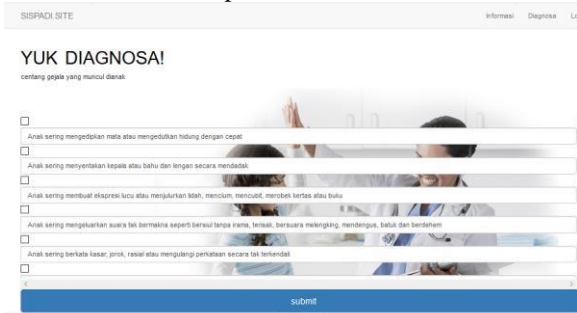 SISPADI.SITE
Informasi Diagnosa
YUK DIAGNOSA!
centang gejala yang muncul dianak
Anak sering mengedipkan mata atau mengedutkan hidung dengan cepat
Anak sering menyentakan kepala atau bahu dan lengan secara mendadak
Anak sering membuat ekspresi lucu atau menjulurkan lidah, mencium, mencubit, merobek kertas atau buku
Anak sering mengeluarkan suara tak bermakna seperti bersiul tanpa irama, terisak, bersuara melengking, mendengus, batuk dan berdehem
Anak sering berkata kasar, jorok, rasial atau mengulangi perkataan secara tak terkendali
submit